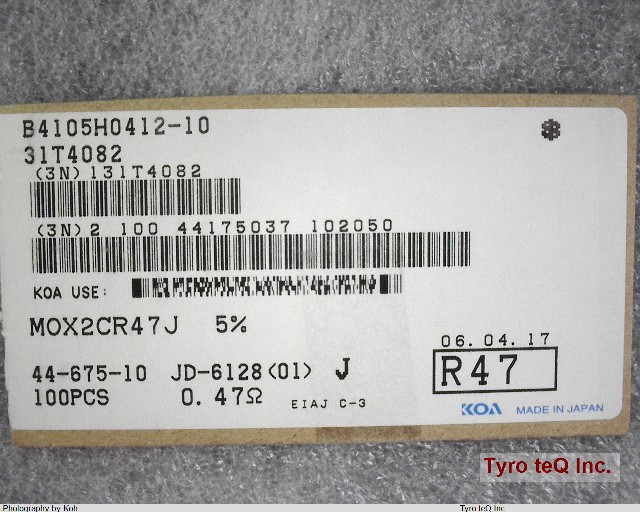 B4105H0412-10
31T4082
(3N) 131T4082
(3N) 2 100 44175037 102050
KOA USE:
MOX2CR47J 5%
06.04.17
44-675-10 JD-6128(01) J
R47
100PCS 0.47Ω EIAJ C-3
KOA MADE IN JAPAN
Tyro teQ Inc.
Photography by Koh Tyro teQ Inc